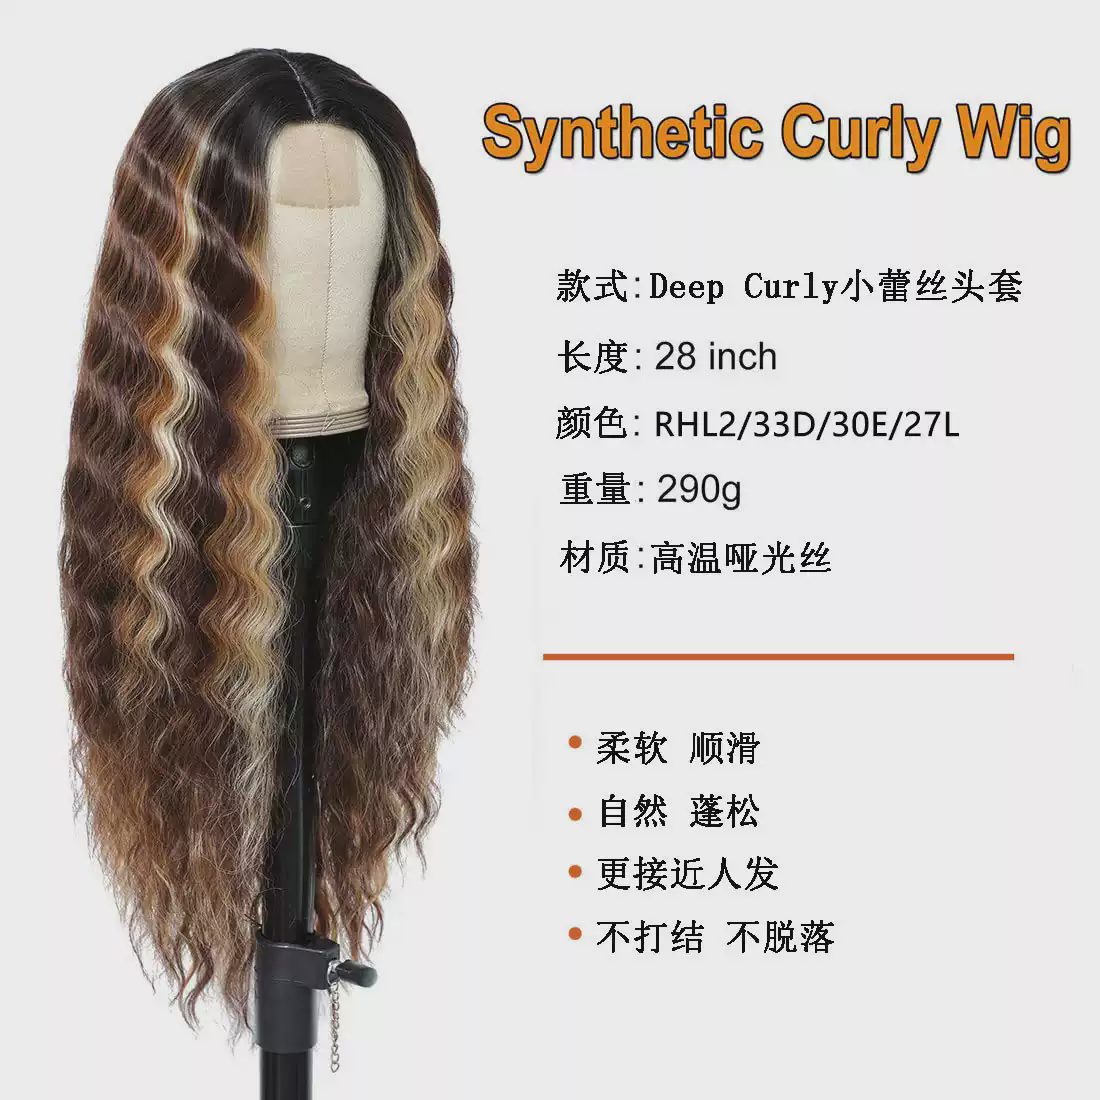 Synthetic Curly Wig
款式:Deep Curly小蕾丝头套
长度: 28 inch
颜色: RHL2/33D/30E/27L
重量: 290g
材质:高温哑光丝
柔软 顺滑
自然 蓬松
更接近人发
不打结 不脱落